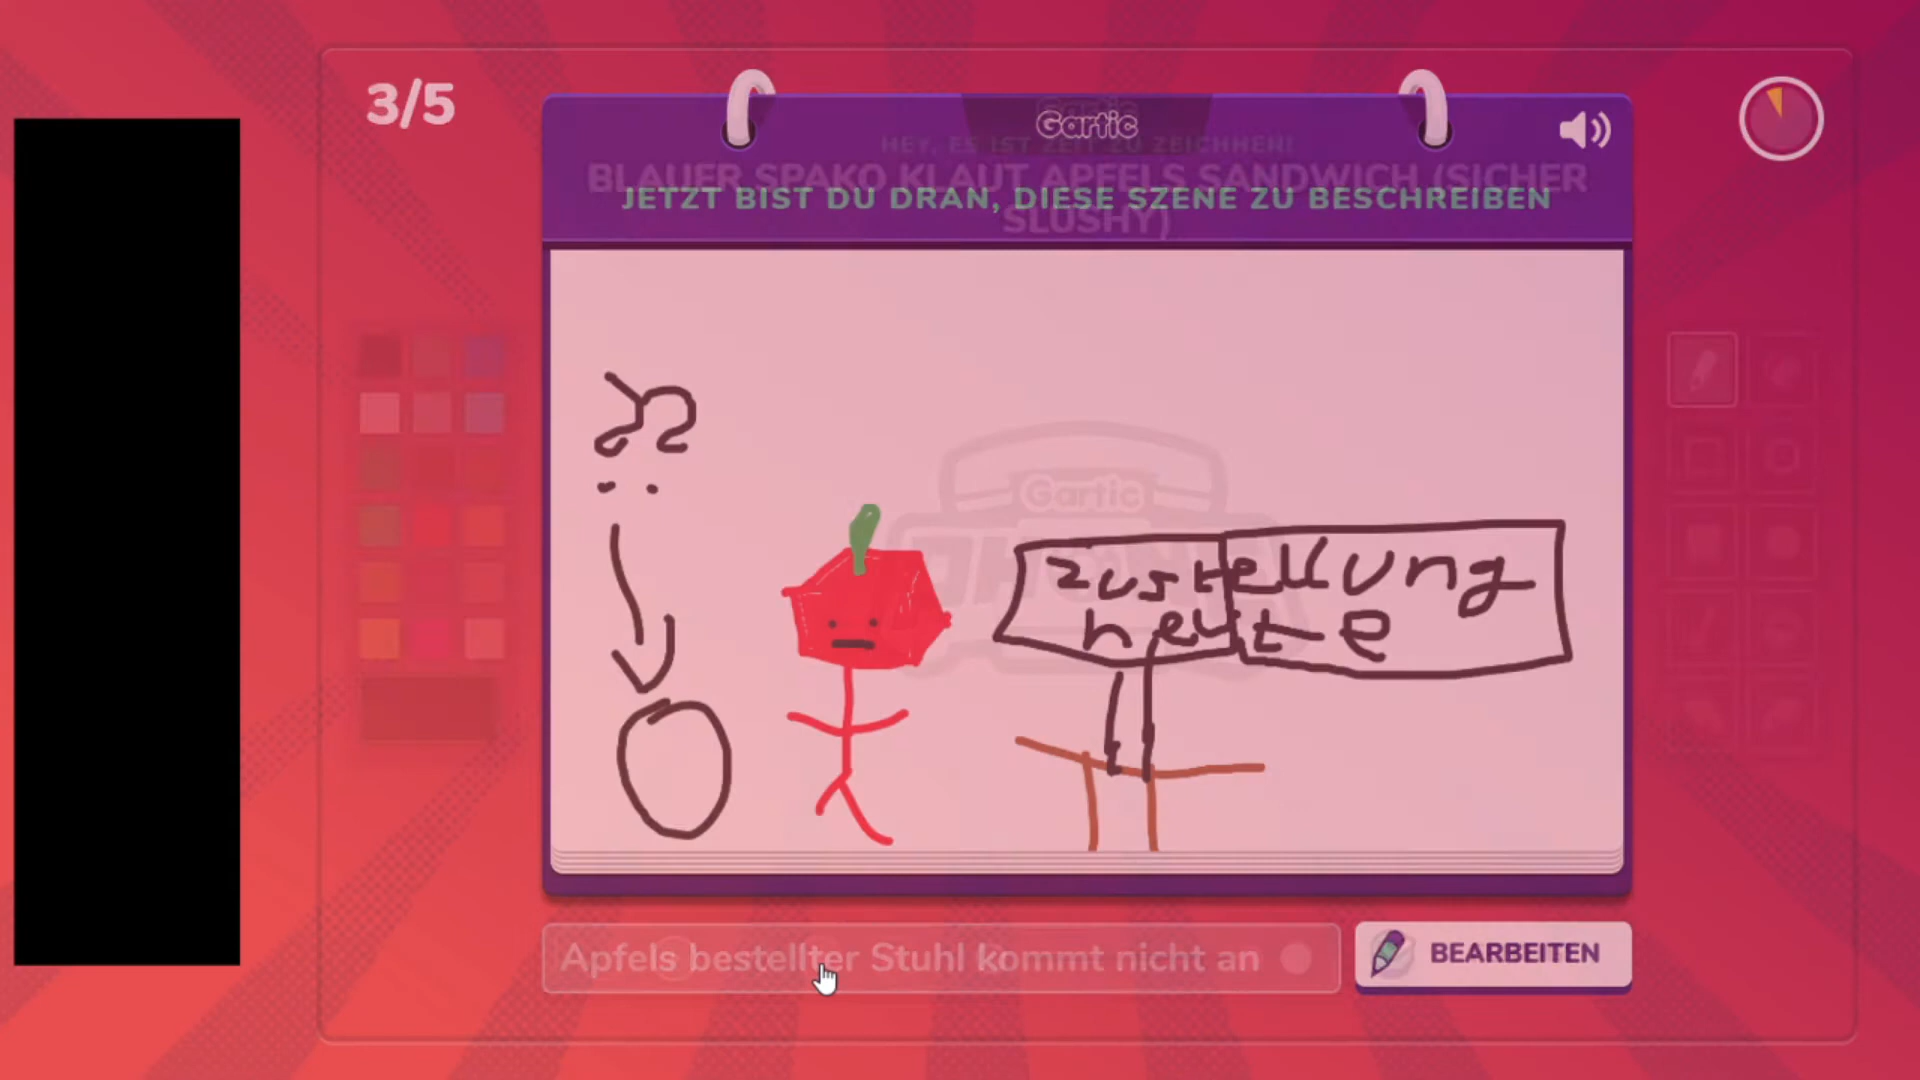 3/5
Gartic
HEY, ES IST ZEIT ZU ZEICHNEN!
BLAUER SPAKO KLAUT APFELS SANDWICH (SICHER
SLUSHY)
JETZT BIST DU DRAN, DIESE SZENE ZU BESCHREIBEN
Gartic
PHONE
zustellung
heute
Apfels bestellter Stuhl kommt nicht an
BEARBEITEN